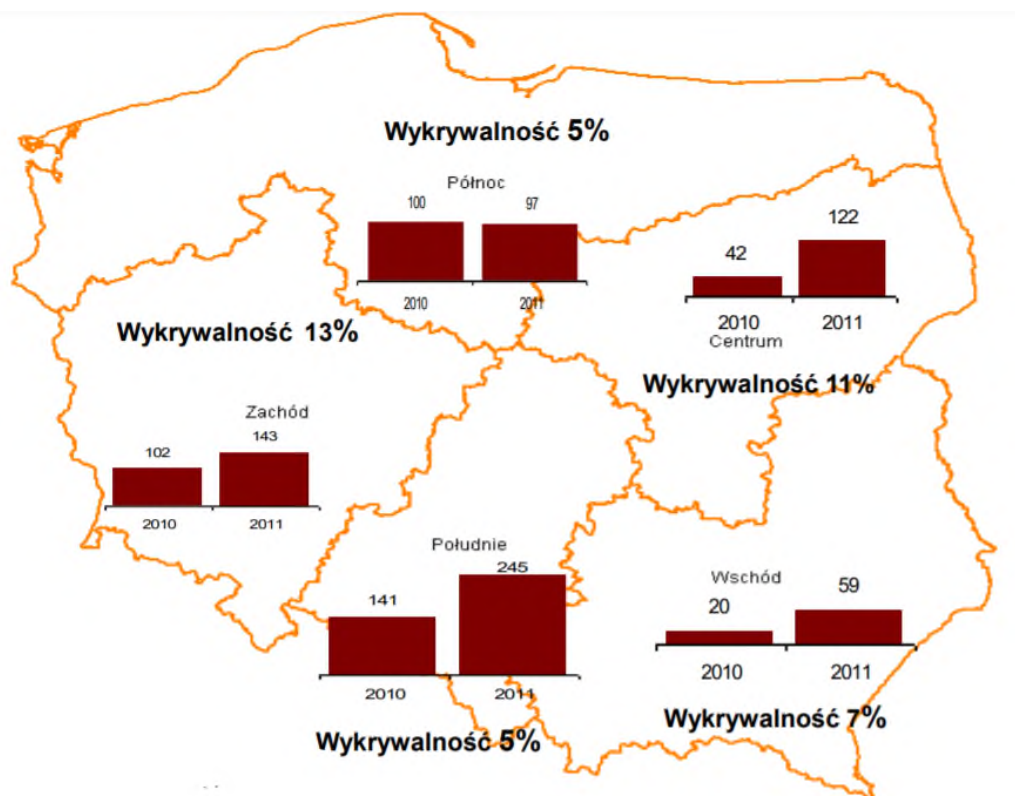 Wykrywalność 5%
Północ
100
97
2010
2011
122
42
2010
2011
Centrum
Wykrywalność 11%
Wykrywalność 13%
Zachód
102
143
2010
2011
Południe
141
245
2010
2011
Wykrywalność 5%
Wschód
20
59
2010
2011
Wykrywalność 7%